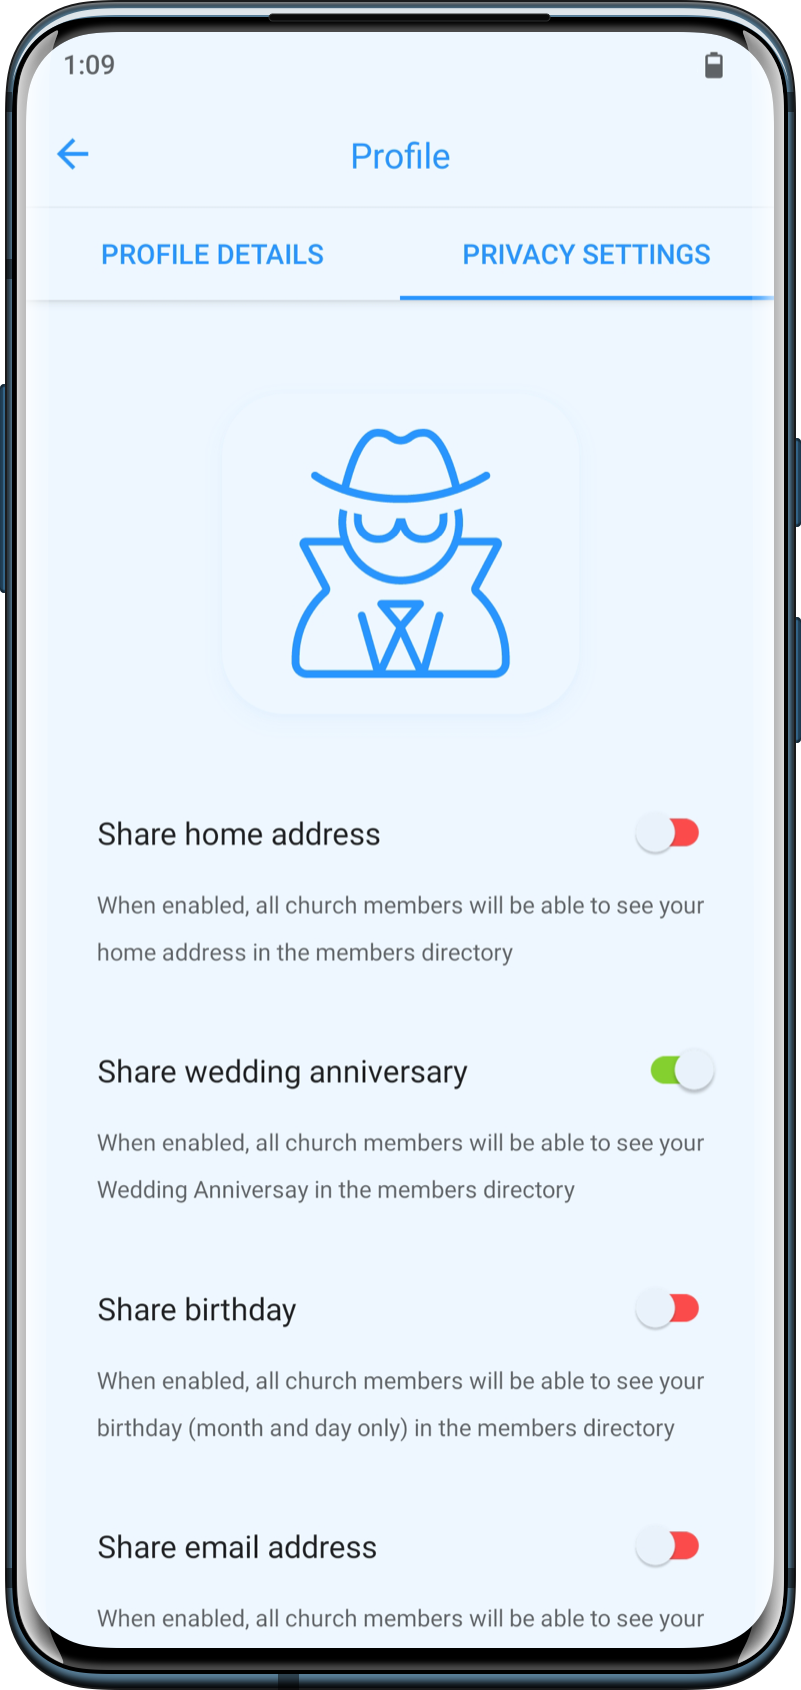 1:09
Profile
PROFILE DETAILS
PRIVACY SETTINGS
Share home address
When enabled, all church members will be able to see your
home address in the members directory
Share wedding anniversary
When enabled, all church members will be able to see your
Wedding Anniversay in the members directory
Share birthday
When enabled, all church members will be able to see your
birthday (month and day only) in the members directory
Share email address
When enabled, all church members will be able to see your